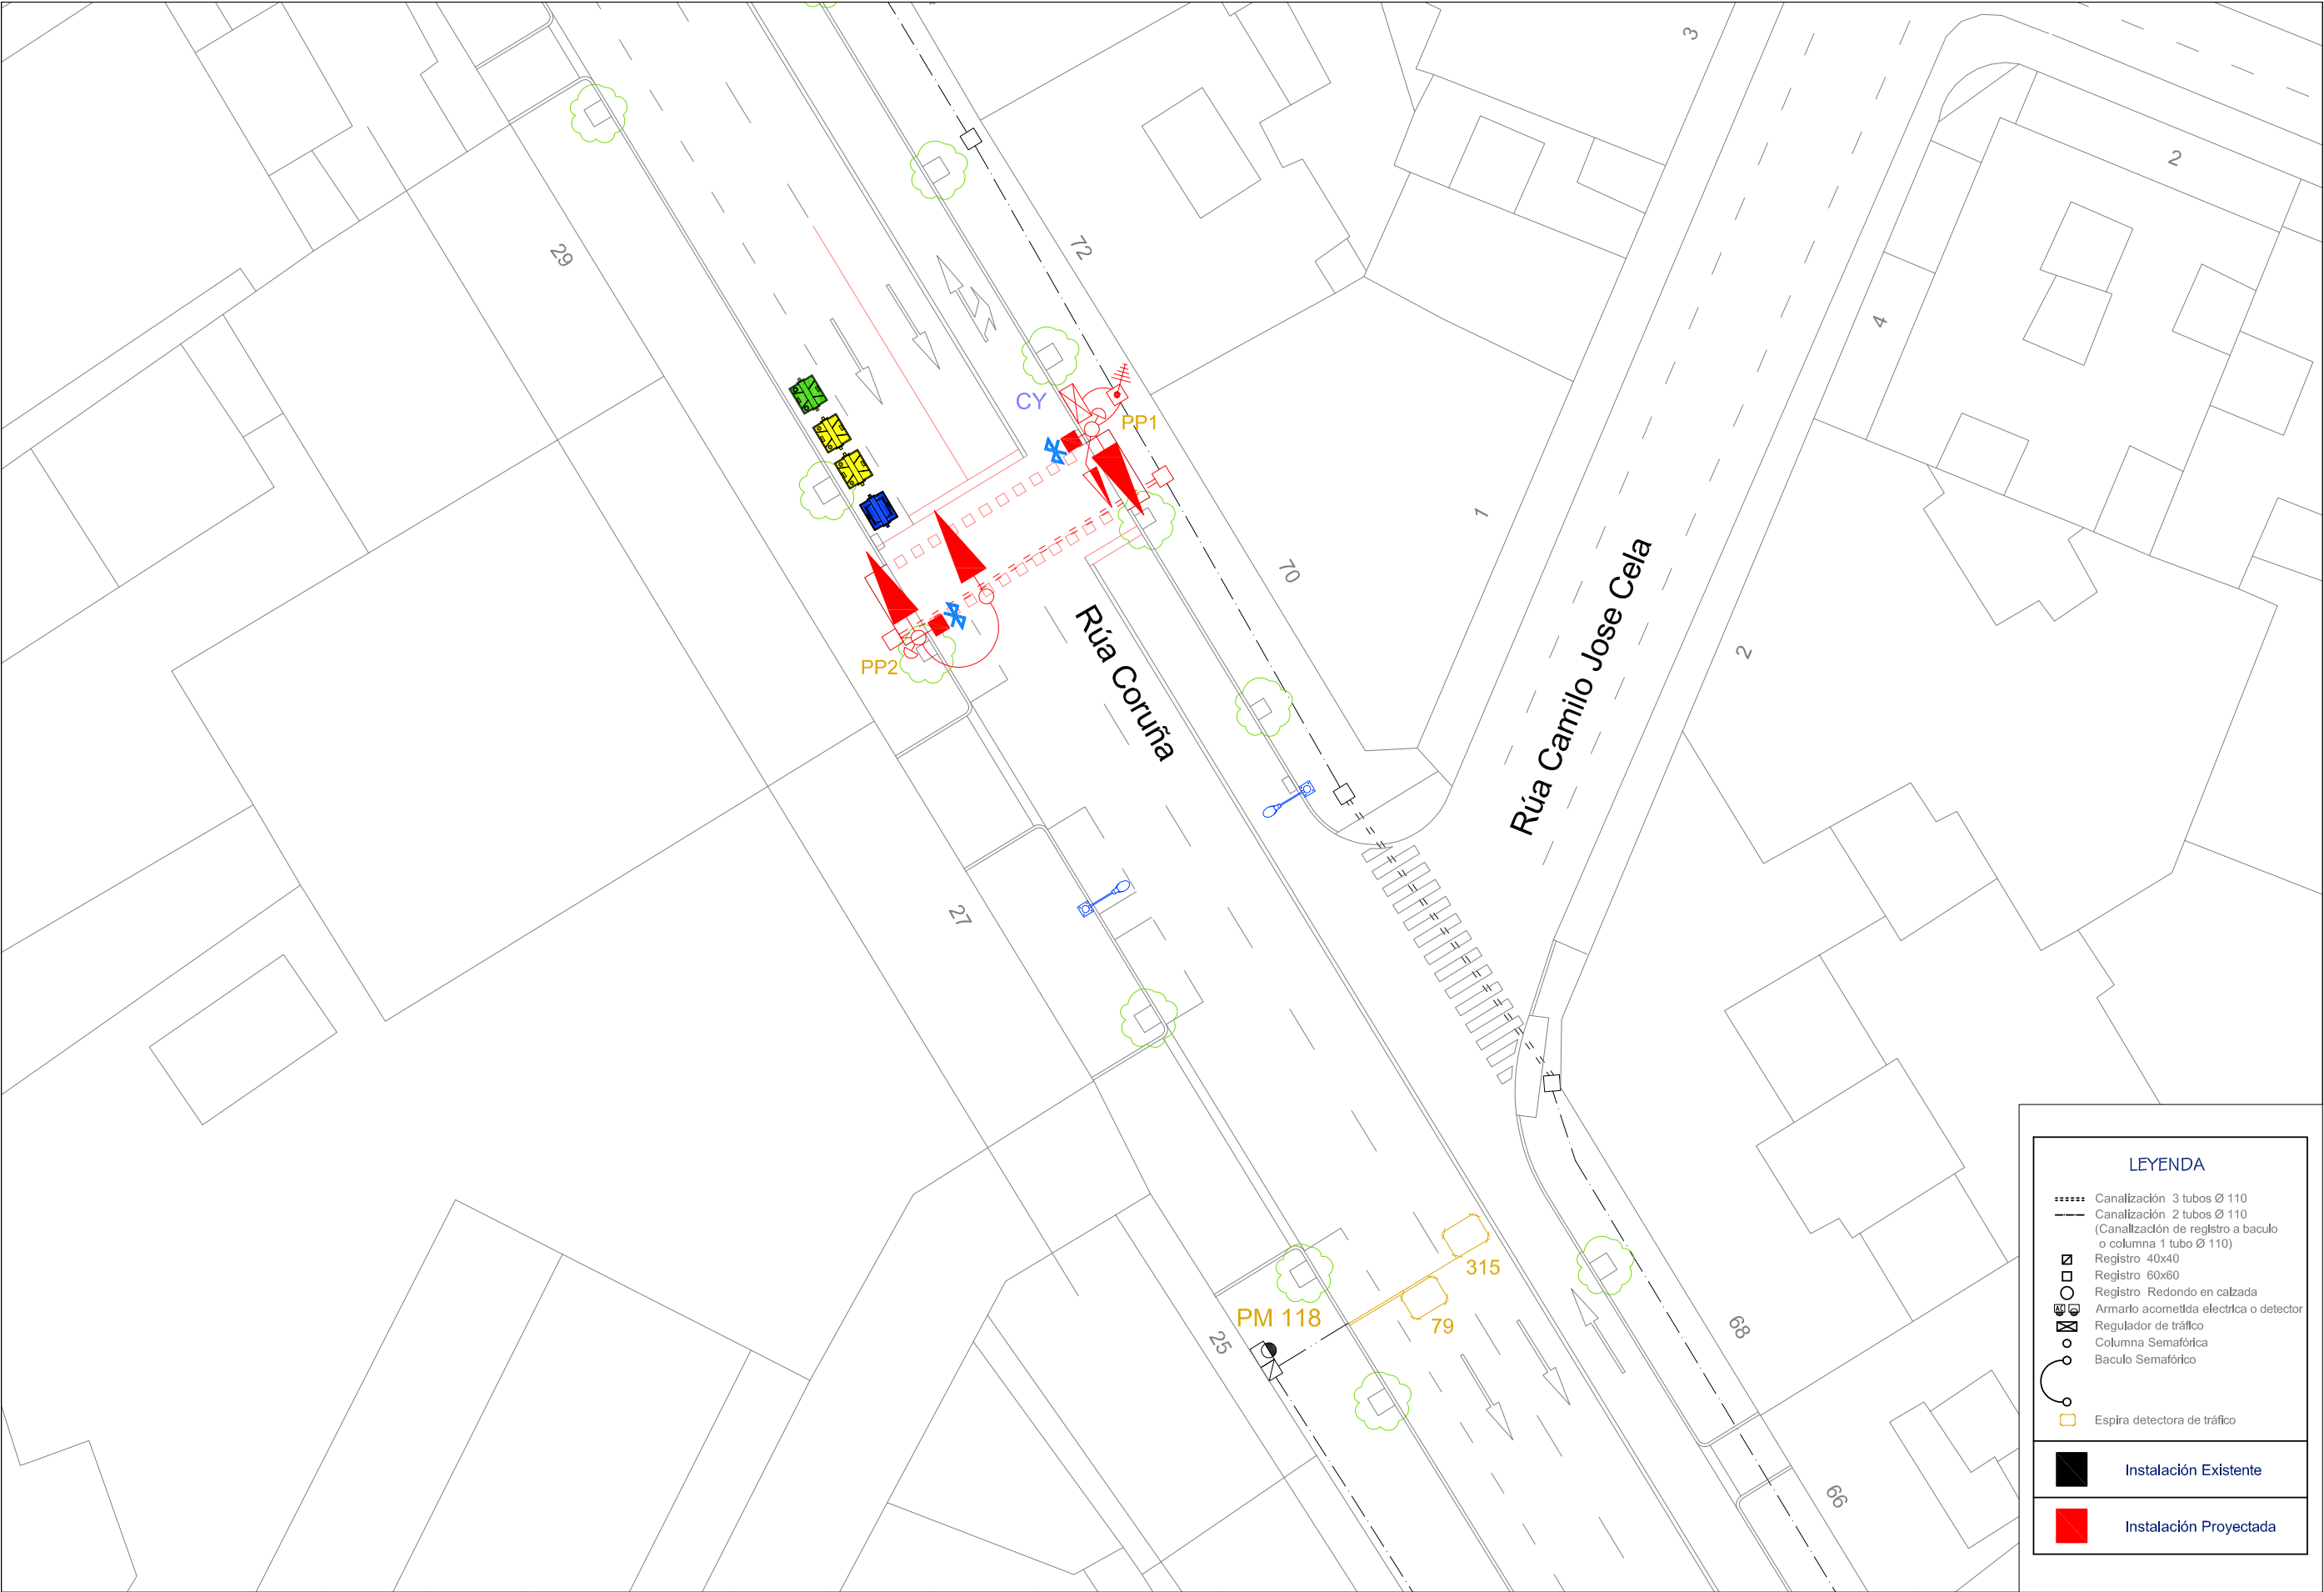 3
2
29
72
4
CY
PP1
1
70
Rúa Camilo Jose Cela
Rúa Coruña
2
PP2
27
315
PM 118
79
25
68
66
LEYENDA
Canalización 3 tubos Ø 110
Canalización 2 tubos Ø 110
(Canalización de registro a baculo
o columna 1 tubo Ø 110)
Registro 40x40
Registro 60x60
Registro Redondo en calzada
Armario acometida electrica o detector
Regulador de tráfico
Columna Semafórica
Baculo Semafórico
Espira detectora de tráfico
Instalación Existente
Instalación Proyectada